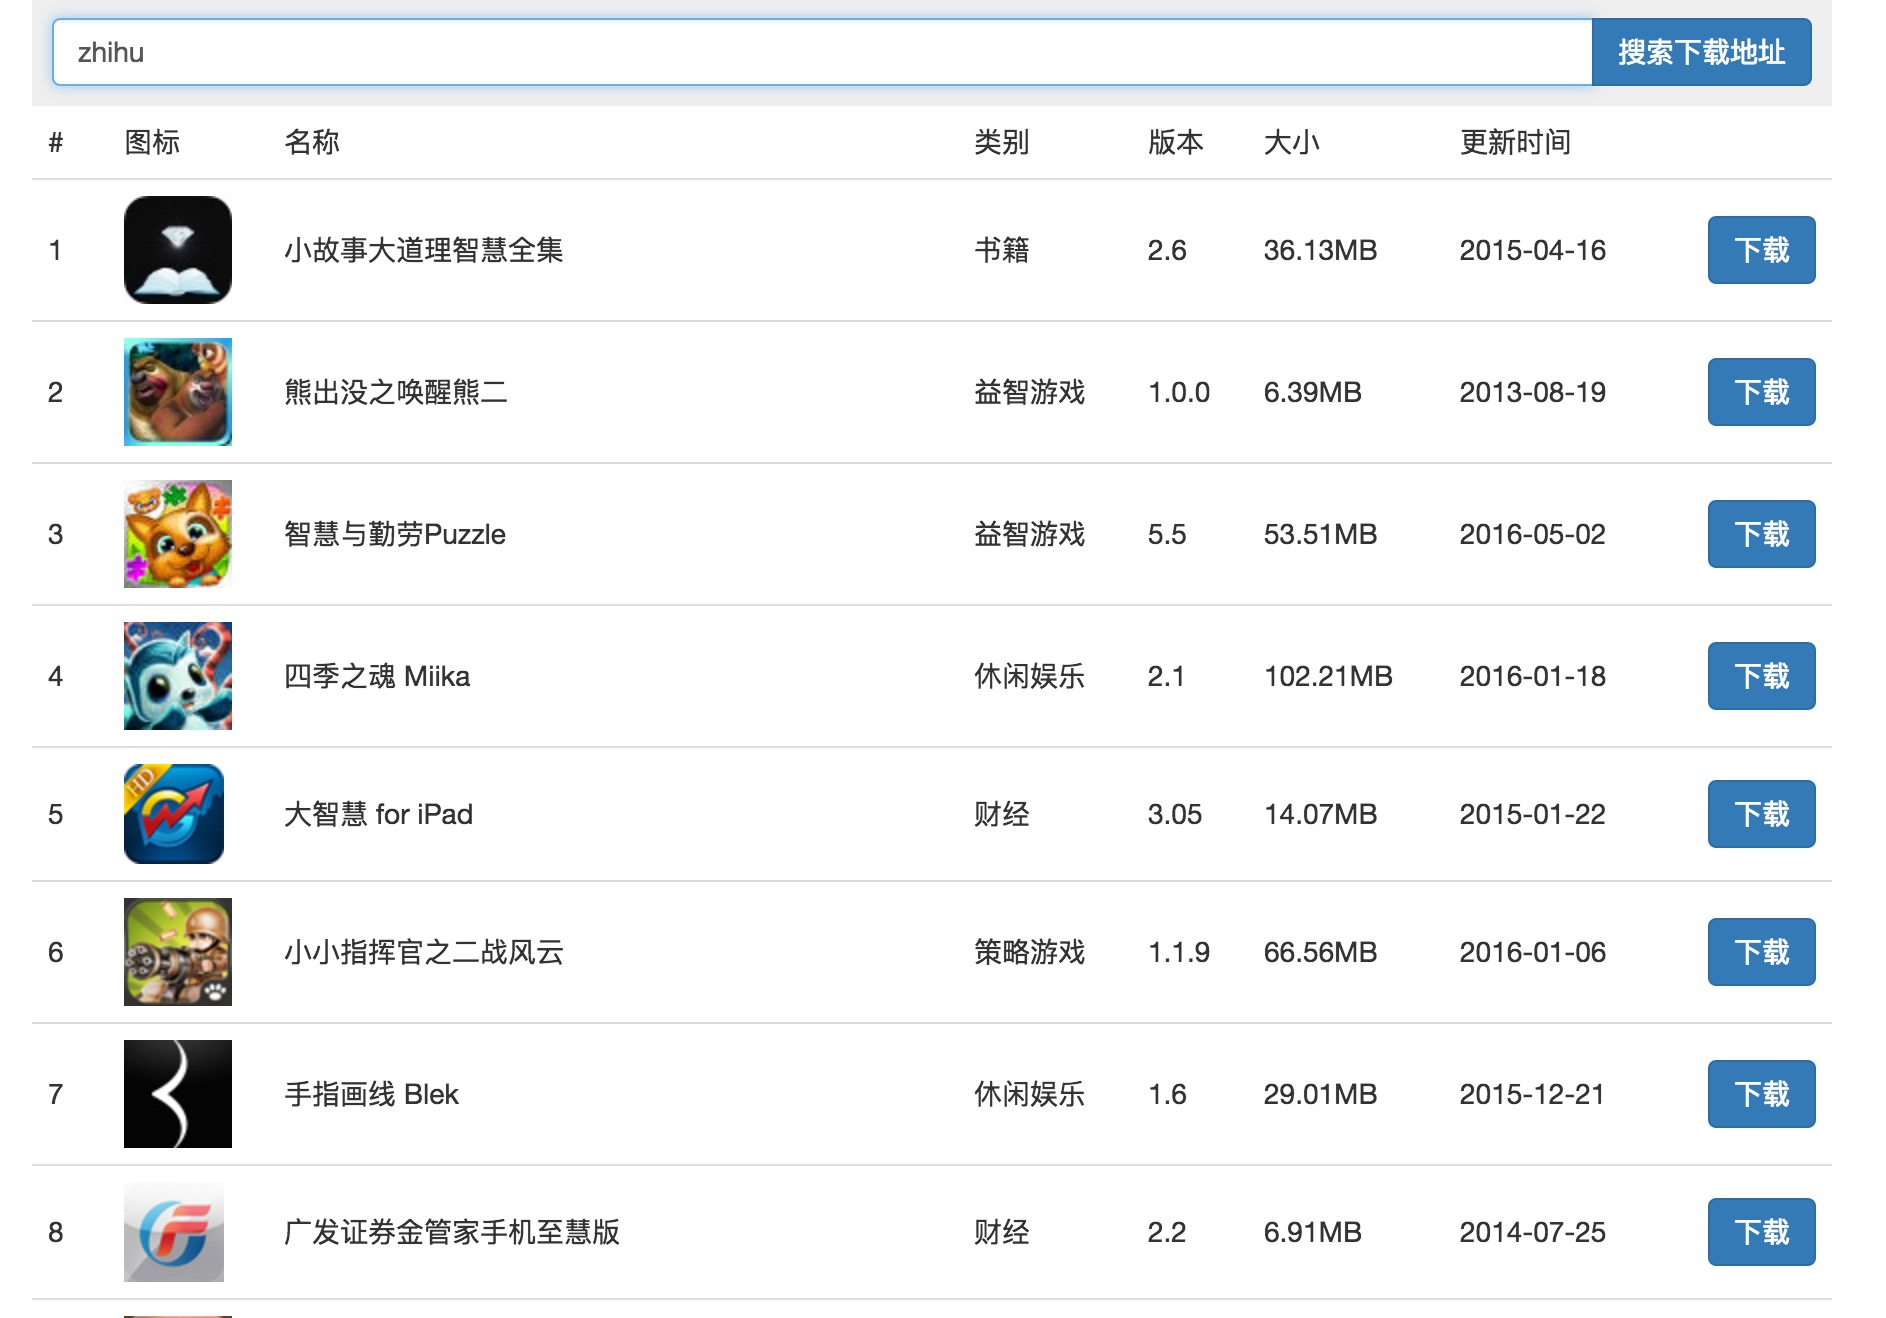 zhihu 搜索下载地址
# 图标 名称 类别 版本 大小 更新时间
1 小故事大道理智慧全集 书籍 2.6 36.13MB 2015-04-16 下载
2 熊出没之唤醒熊二 益智游戏 1.0.0 6.39MB 2013-08-19 下载
3 智慧与勤劳Puzzle 益智游戏 5.5 53.51MB 2016-05-02 下载
4 四季之魂 Miika 休闲娱乐 2.1 102.21MB 2016-01-18 下载
HD
5 大智慧 for iPad 财经 3.05 14.07MB 2015-01-22 下载
6 小小指挥官之二战风云 策略游戏 1.1.9 66.56MB 2016-01-06 下载
7 手指画线 Blek 休闲娱乐 1.6 29.01MB 2015-12-21 下载
8 广发证券金管家手机至慧版 财经 2.2 6.91MB 2014-07-25 下载